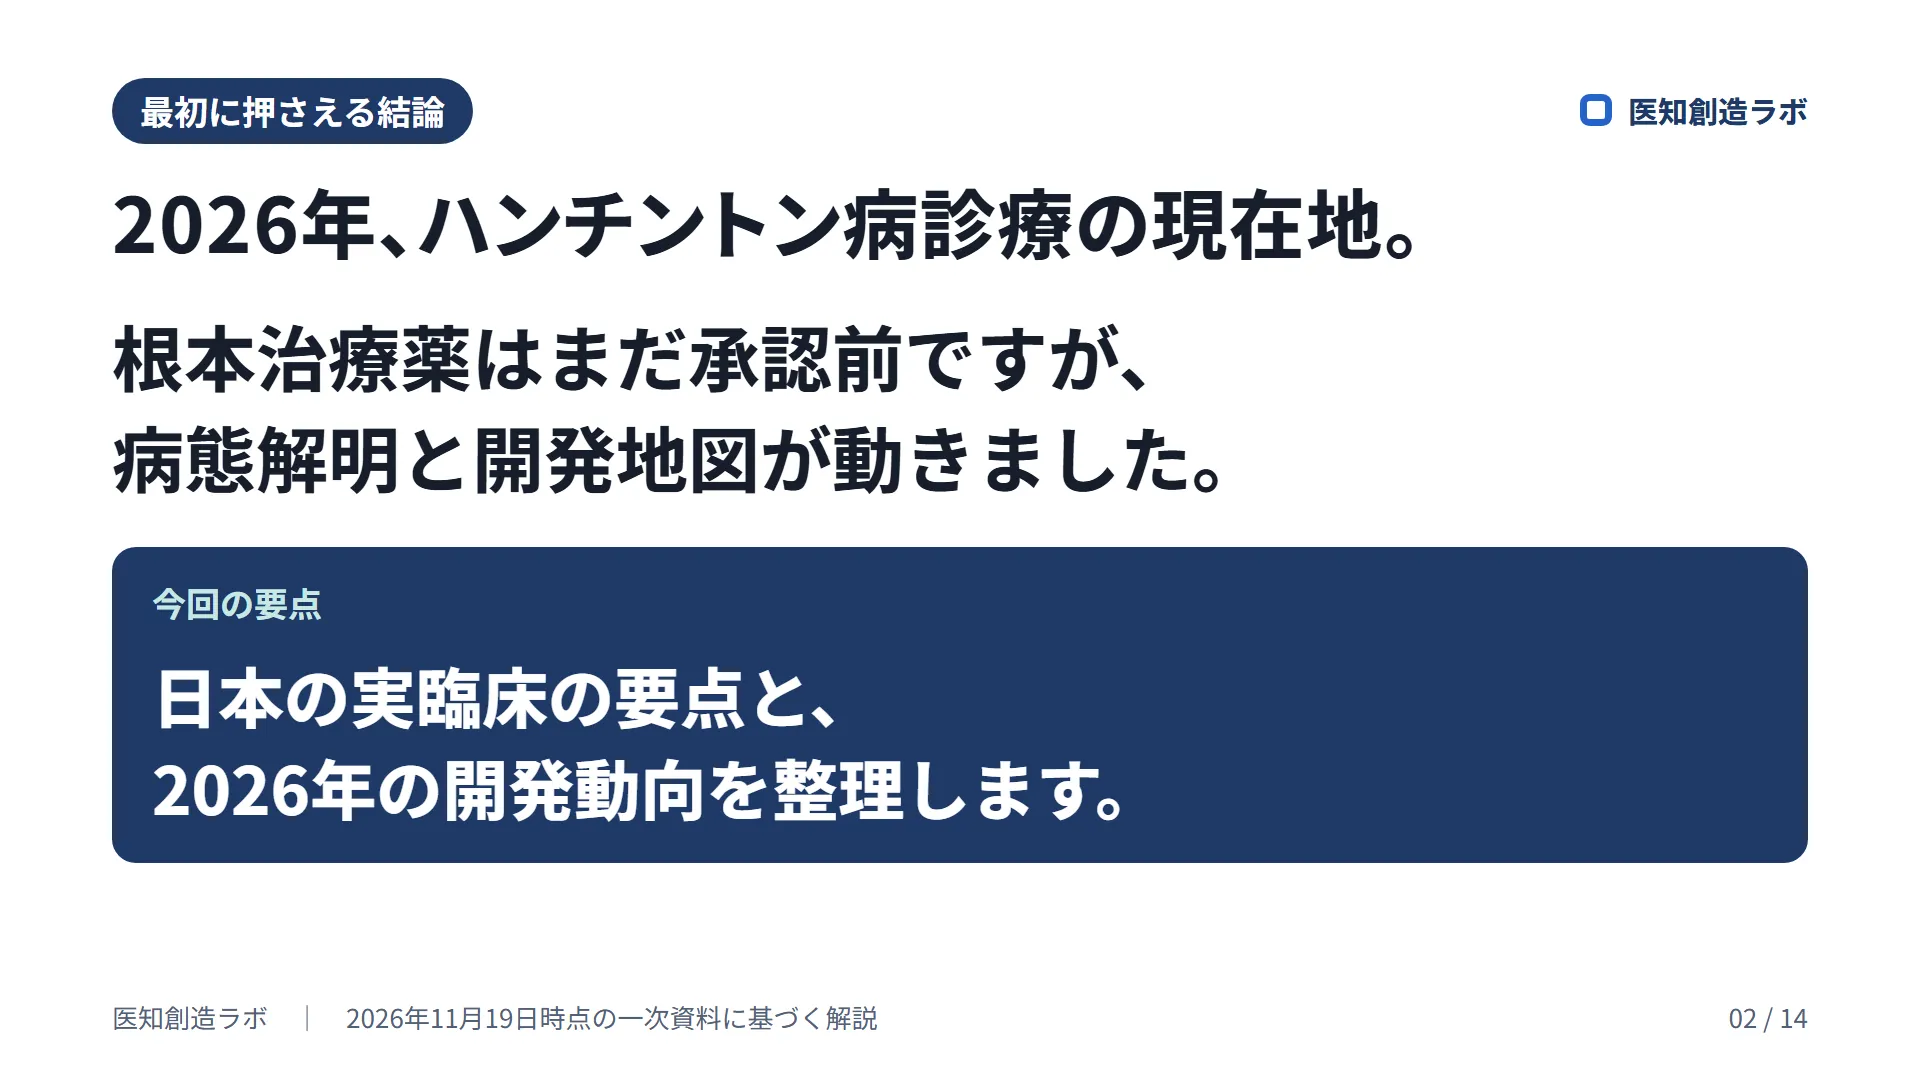 最初に押さえる結論
医知創造ラボ
2026年、ハンチントン病診療の現在地。
根本治療薬はまだ承認前ですが、
病態解明と開発地図が動きました。
今回の要点
日本の実臨床の要点と、
2026年の開発動向を整理します。
医知創造ラボ ｜ 2026年11月19日時点の一次資料に基づく解説
02 / 14